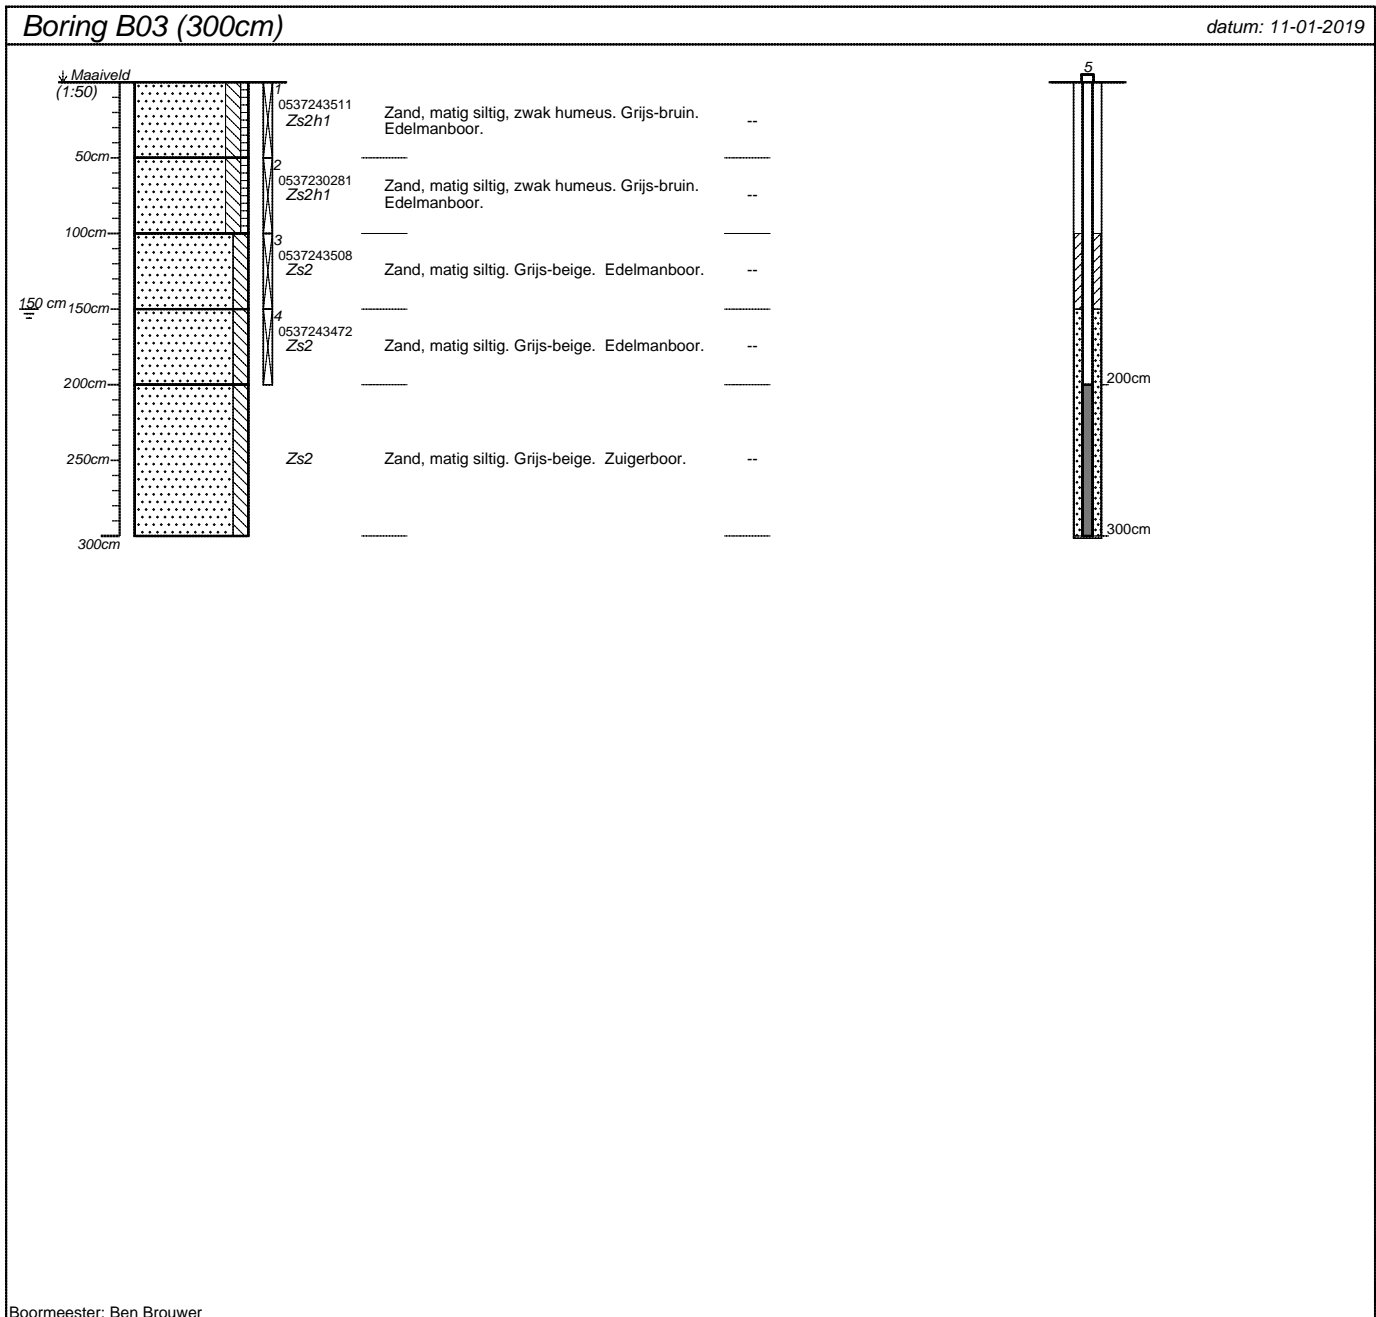 Boring B03 (300cm)
datum: 11-01-2019
Maaiveld
(1:50)
5
1
0537243511
Zs2h1
Zand, matig siltig, zwak humeus. Grijs-bruin.
Edelmanboor.
--
50cm
2
0537230281
Zs2h1
Zand, matig siltig, zwak humeus. Grijs-bruin.
Edelmanboor.
--
100cm
3
0537243508
Zs2
Zand, matig siltig. Grijs-beige. Edelmanboor.
--
150 cm
150cm
4
0537243472
Zs2
Zand, matig siltig. Grijs-beige. Edelmanboor.
--
200cm
200cm
250cm
Zs2
Zand, matig siltig. Grijs-beige. Zuigerboor.
--
300cm
300cm
Boormeester: Ben Brouwer